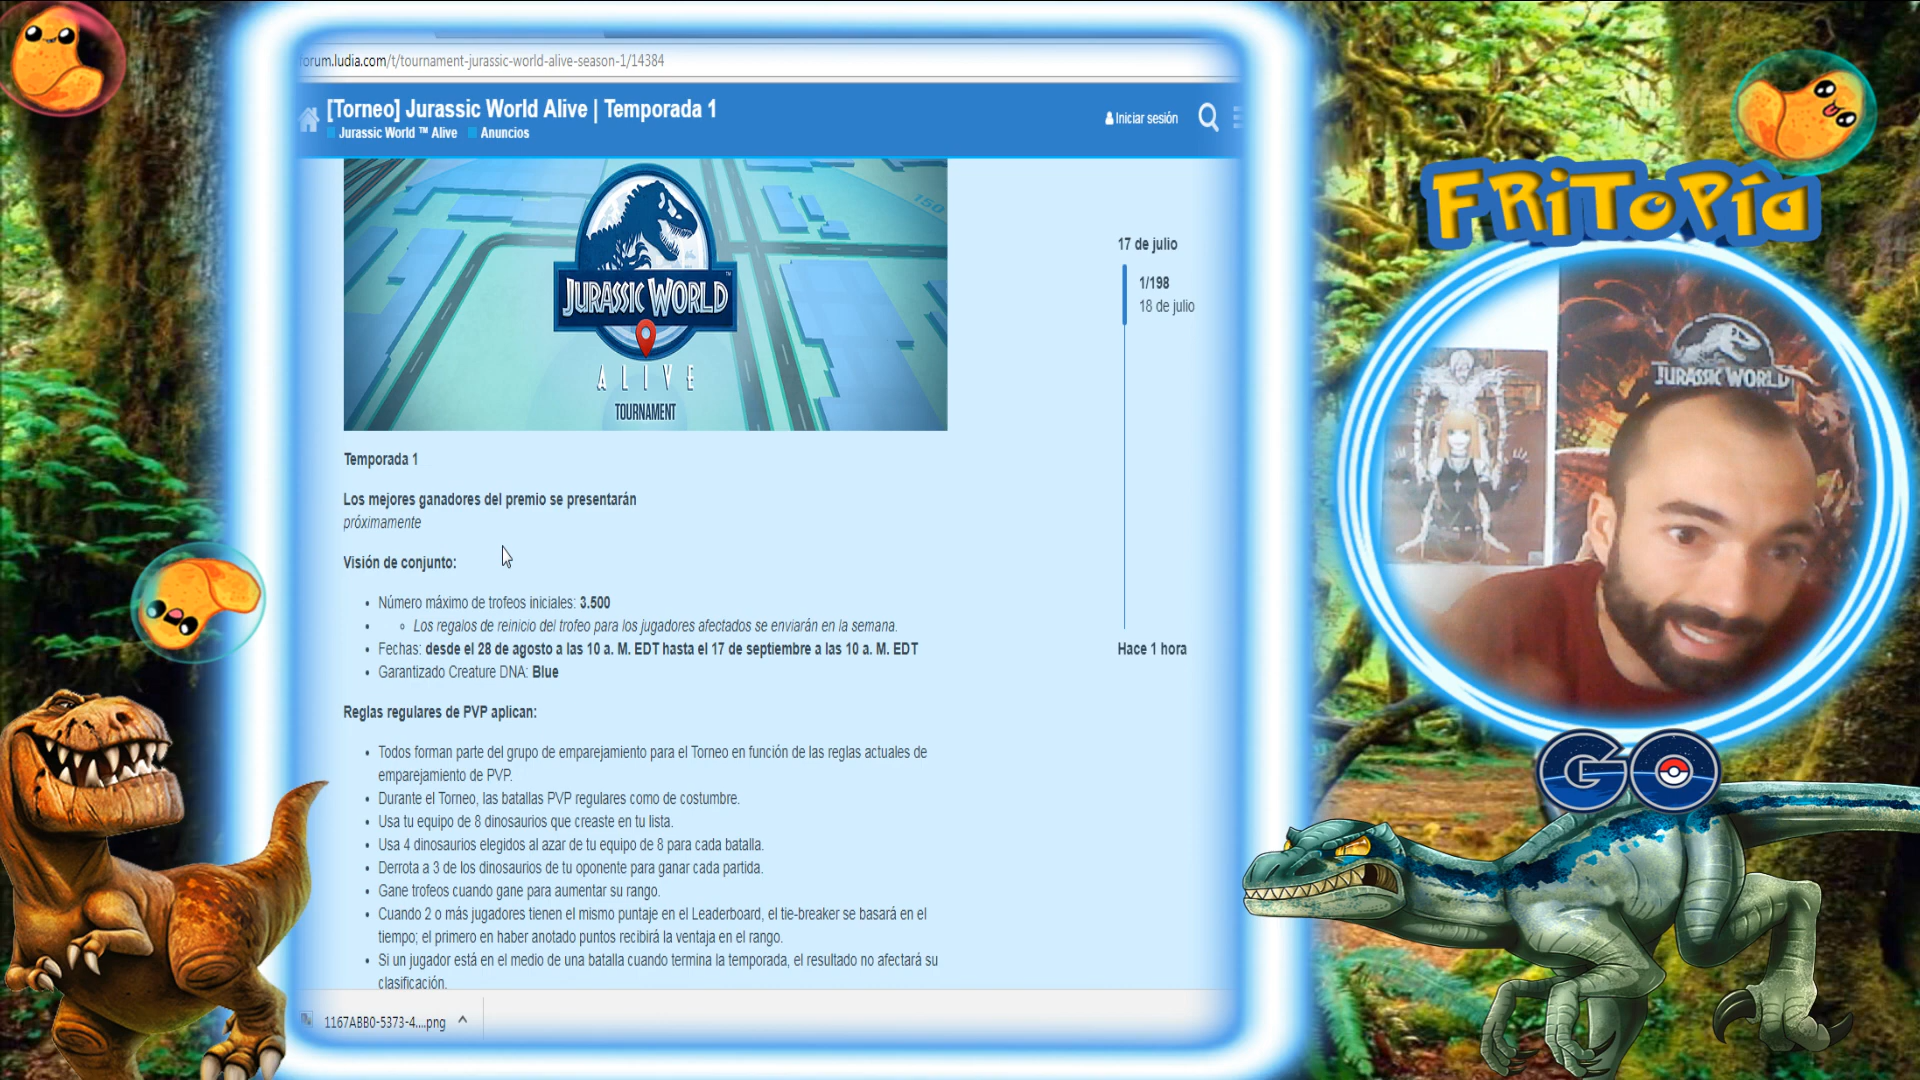 forum.ludia.com/t/tournament-jurassic-world-alive-season-1/14384
[Torneo] Jurassic World Alive | Temporada 1
Jurassic World ™ Alive Anuncios
Iniciar sesión
150
JURASSIC WORLD™
ALIVE
TOURNAMENT
17 de julio
1/198
18 de julio
Hace 1 hora
Temporada 1
Los mejores ganadores del premio se presentarán
próximamente
Visión de conjunto:
• Número máximo de trofeos iniciales: 3.500
• ◦ Los regalos de reinicio del trofeo para los jugadores afectados se enviarán en la semana.
• Fechas: desde el 28 de agosto a las 10 a. M. EDT hasta el 17 de septiembre a las 10 a. M. EDT
• Garantizado Creature DNA: Blue
Reglas regulares de PVP aplican:
• Todos forman parte del grupo de emparejamiento para el Torneo en función de las reglas actuales de
emparejamiento de PVP.
• Durante el Torneo, las batallas PVP regulares como de costumbre.
• Usa tu equipo de 8 dinosaurios que creaste en tu lista.
• Usa 4 dinosaurios elegidos al azar de tu equipo de 8 para cada batalla.
• Derrota a 3 de los dinosaurios de tu oponente para ganar cada partida.
• Gane trofeos cuando gane para aumentar su rango.
• Cuando 2 o más jugadores tienen el mismo puntaje en el Leaderboard, el tie-breaker se basará en el
tiempo; el primero en haber anotado puntos recibirá la ventaja en el rango.
• Si un jugador está en el medio de una batalla cuando termina la temporada, el resultado no afectará su
clasificación.
1167ABB0-5373-4....png
FRiToPía
JURASSIC WORLD
GO